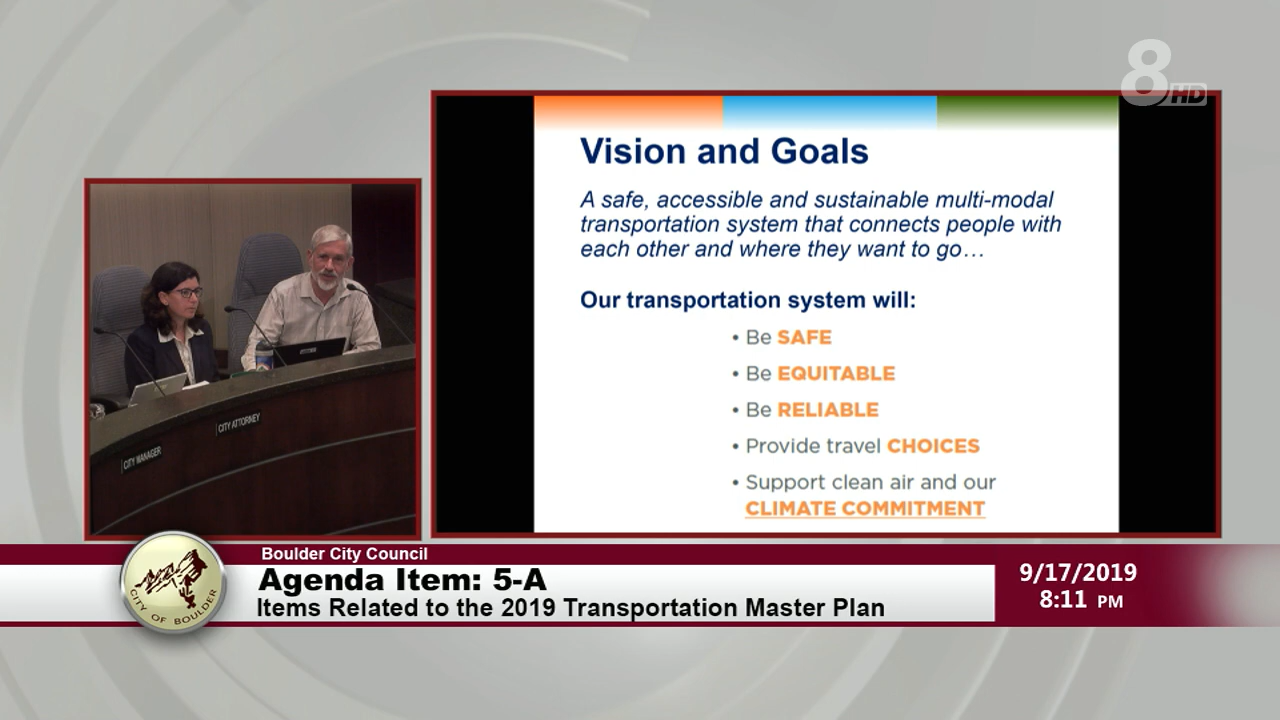 8
HD
Vision and Goals
A safe, accessible and sustainable multi-modal
transportation system that connects people with
each other and where they want to go…
Our transportation system will:
• Be SAFE
• Be EQUITABLE
• Be RELIABLE
• Provide travel CHOICES
• Support clean air and our
CLIMATE COMMITMENT
CITY ATTORNEY
CITY MANAGER
Boulder City Council
Agenda Item: 5-A
Items Related to the 2019 Transportation Master Plan
9/17/2019
8:11 PM
CITY OF BOULDER